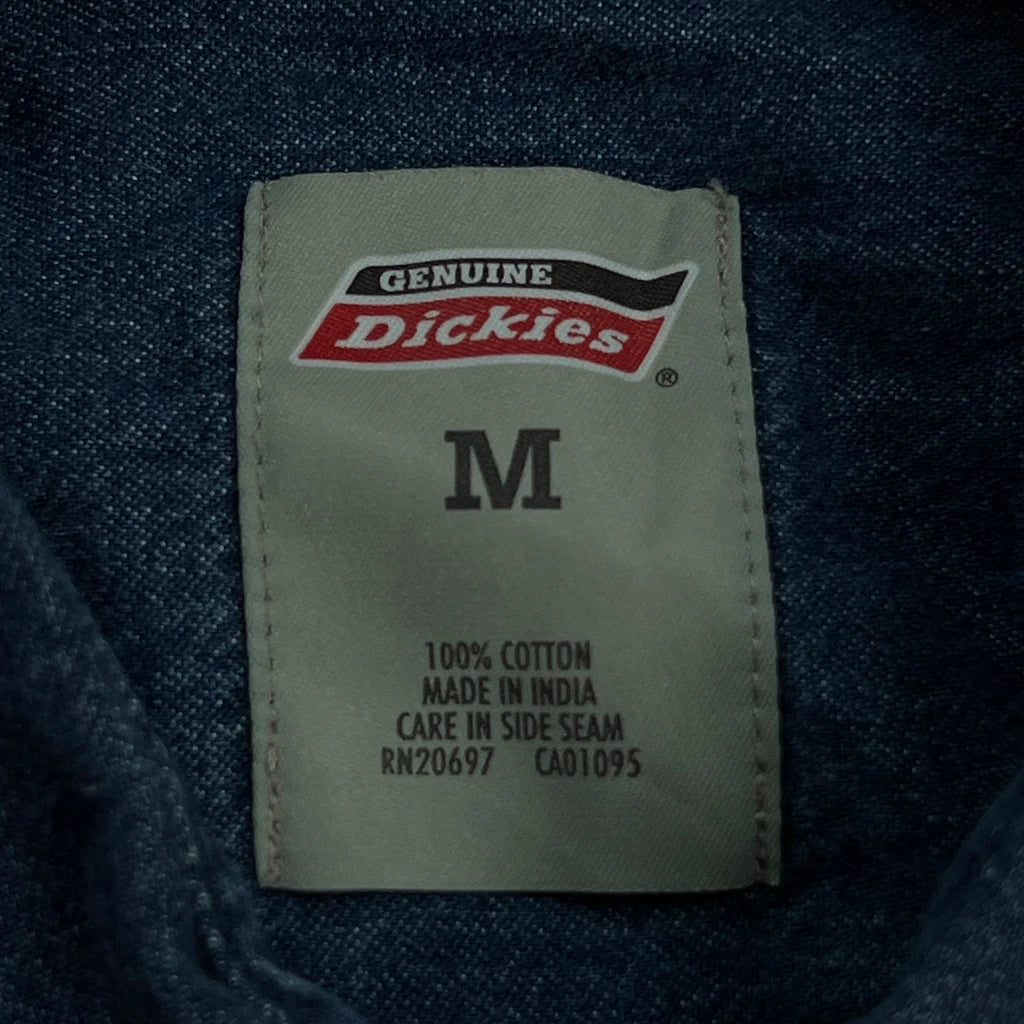 GENUINE
Dickies
®
M
100% COTTON
MADE IN INDIA
CARE IN SIDE SEAM
RN20697 CA01095